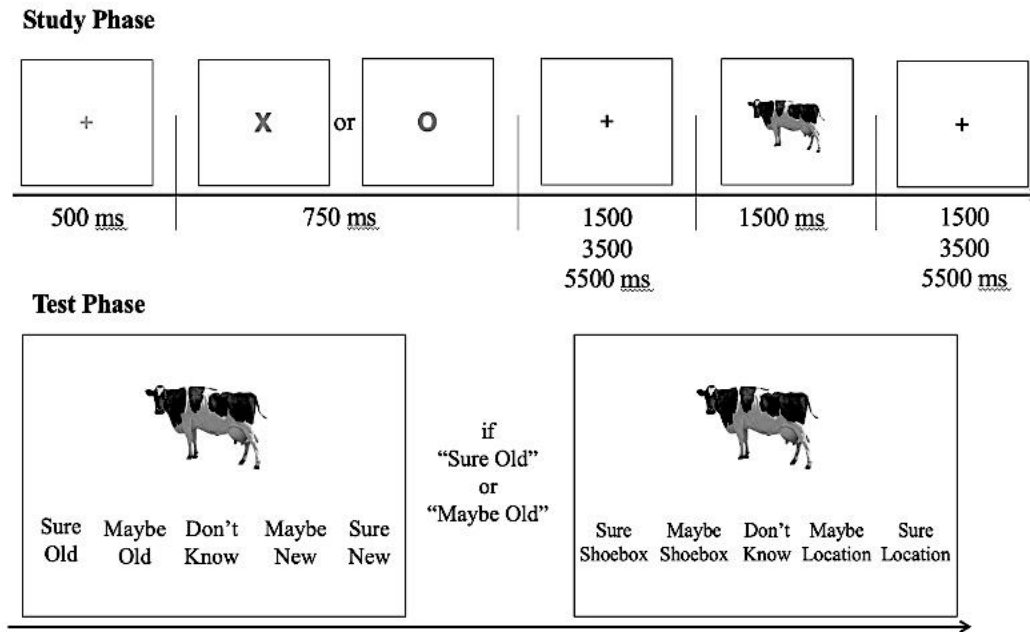 Study Phase
+ X or O + +
500 ms 750 ms 1500 1500 ms 1500
3500 3500
5500 ms 5500 ms
Test Phase
if
“Sure Old”
or
“Maybe Old”
Sure Maybe Don’t Maybe Sure
Old Old Know New New
Sure Maybe Don’t Maybe Sure
Shoebox Shoebox Know Location Location